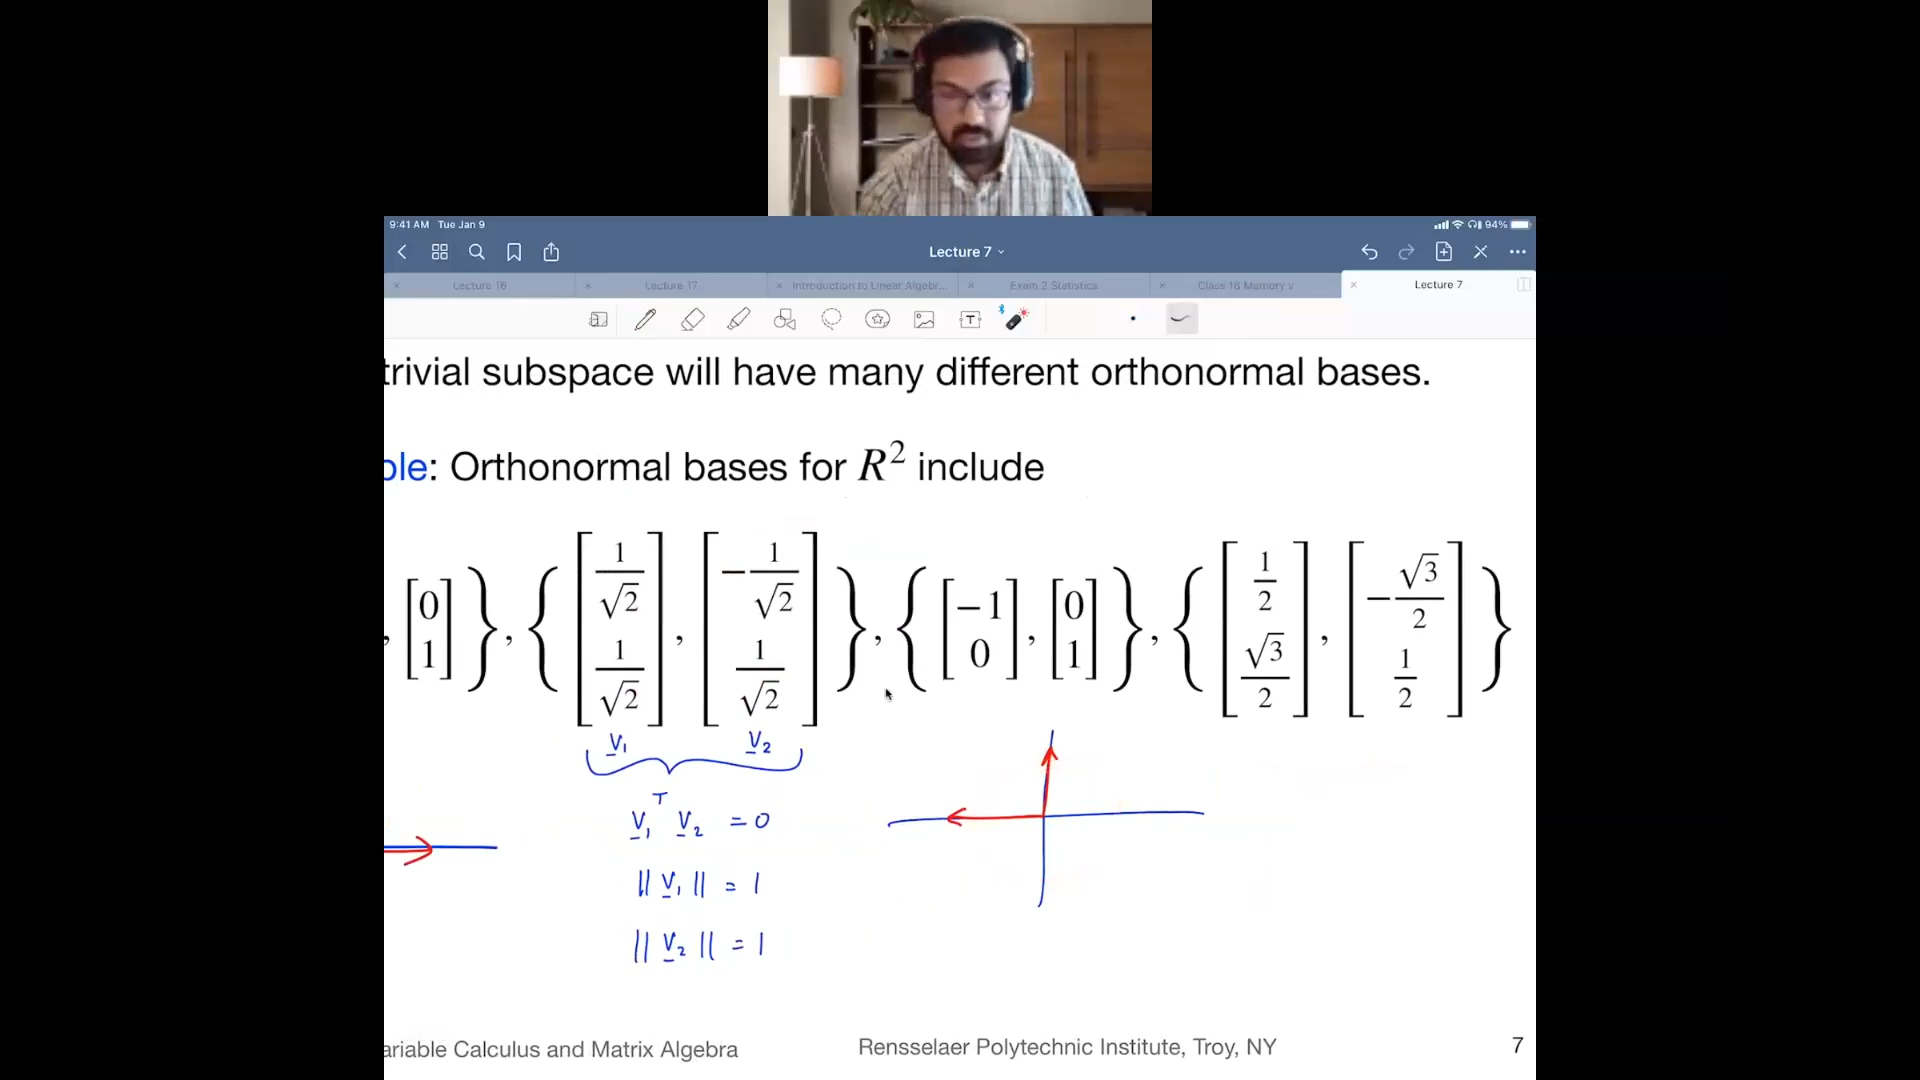 9:41 AM Tue Jan 9
94%
Lecture 7
Lecture 16
Lecture 17
Introduction to Linear Algebr...
Exam 2 Statistics
Class 18 Memory v
Lecture 7
trivial subspace will have many different orthonormal bases.
ble: Orthonormal bases for R² include
, [0 1] }, { [1/√2 1/√2], [−1/√2 1/√2] }, { [−1 0], [0 1] }, { [1/2 √3/2], [−√3/2 1/2] }
v₁ v₂
v₁ᵀ v₂ = 0
|| v₁ || = 1
|| v₂ || = 1
ariable Calculus and Matrix Algebra
Rensselaer Polytechnic Institute, Troy, NY
7